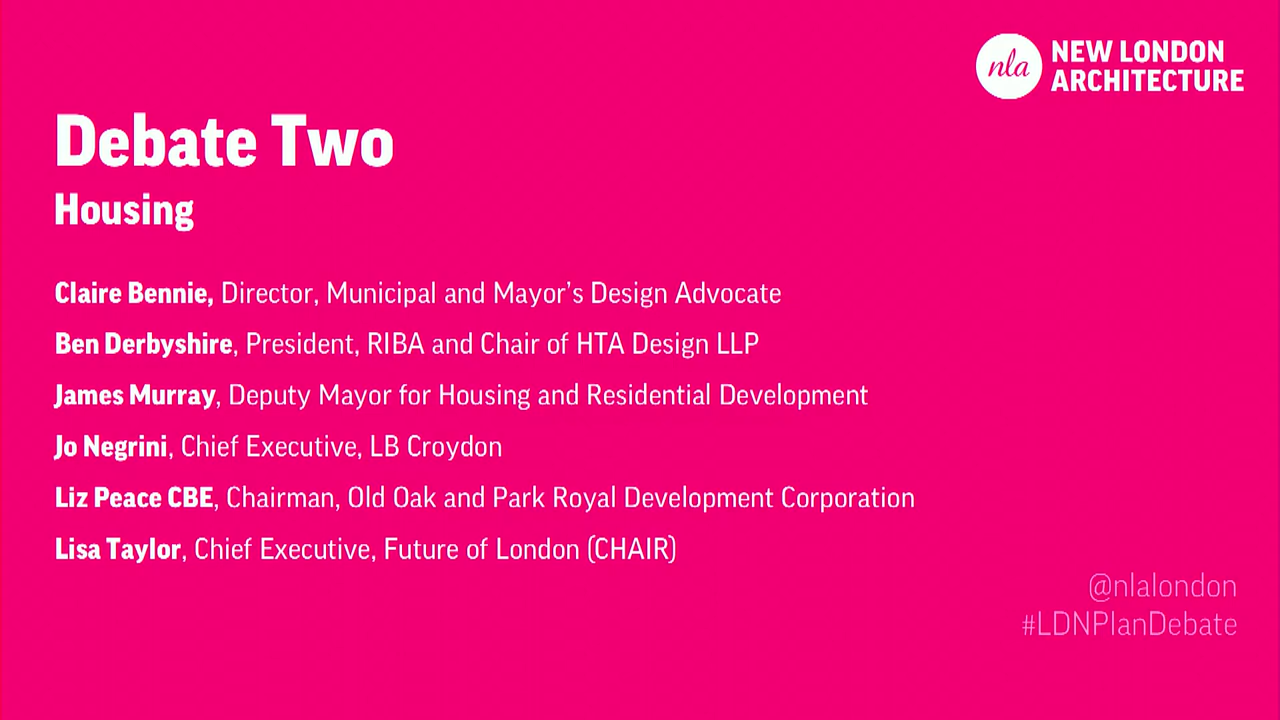 nla NEW LONDON
ARCHITECTURE
Debate Two
Housing
Claire Bennie, Director, Municipal and Mayor’s Design Advocate
Ben Derbyshire, President, RIBA and Chair of HTA Design LLP
James Murray, Deputy Mayor for Housing and Residential Development
Jo Negrini, Chief Executive, LB Croydon
Liz Peace CBE, Chairman, Old Oak and Park Royal Development Corporation
Lisa Taylor, Chief Executive, Future of London (CHAIR)
@nlalondon
#LDNPlanDebate